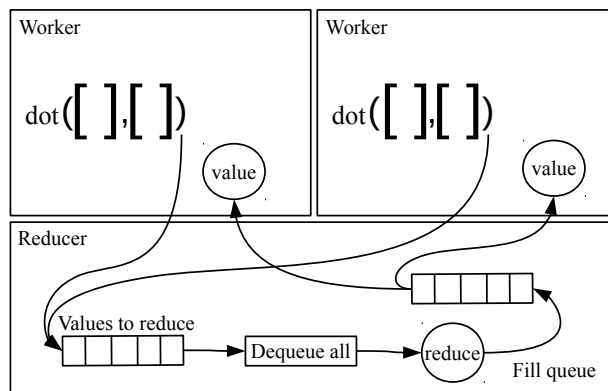 Worker
Worker
dot([ ],[ ])
dot([ ],[ ])
value
value
Reducer
Values to reduce
Dequeue all
reduce
Fill queue